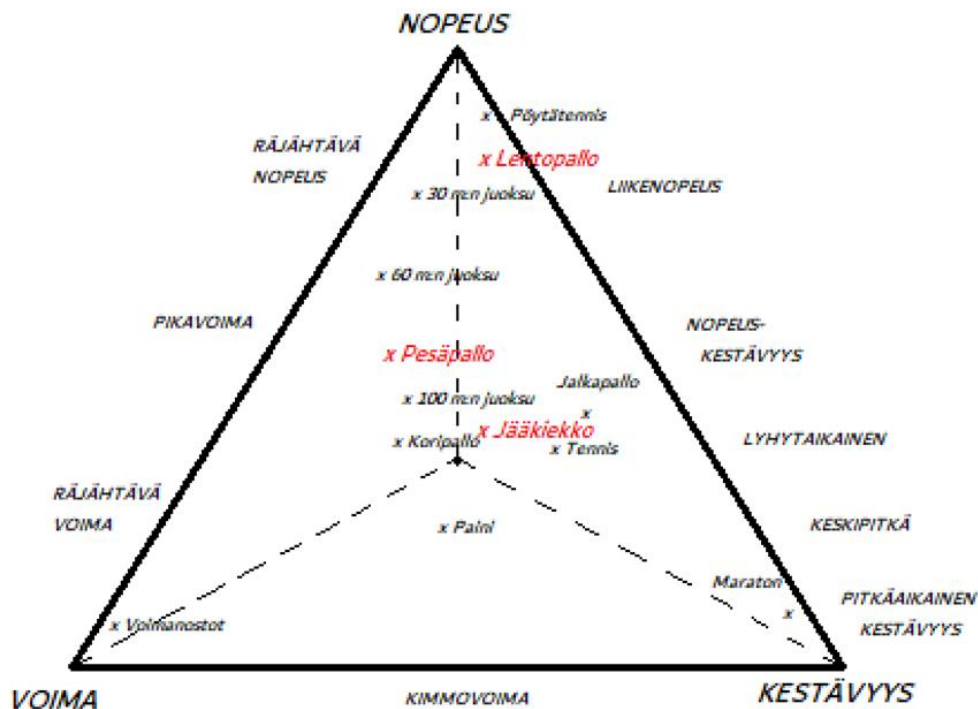 NOPEUS
x Pöytätennis
RÄJÄHTÄVÄ
NOPEUS
x Lentopallo
LIIKENOPEUS
x 30 m:n juoksu
x 60 m:n juoksu
PIKAVOIMA
NOPEUS-
KESTÄVYYS
x Pesäpallo
Jalkapallo
x
x 100 m:n juoksu
x Jääkiekko
x Koripallo
x Tennis
LYHYTAIKAINEN
RÄJÄHTÄVÄ
VOIMA
x Paini
KESKIPITKÄ
Maraton
x
PITKÄAIKAINEN
KESTÄVYYS
x Voimanostot
VOIMA
KIMMOVOIMA
KESTÄVYYS